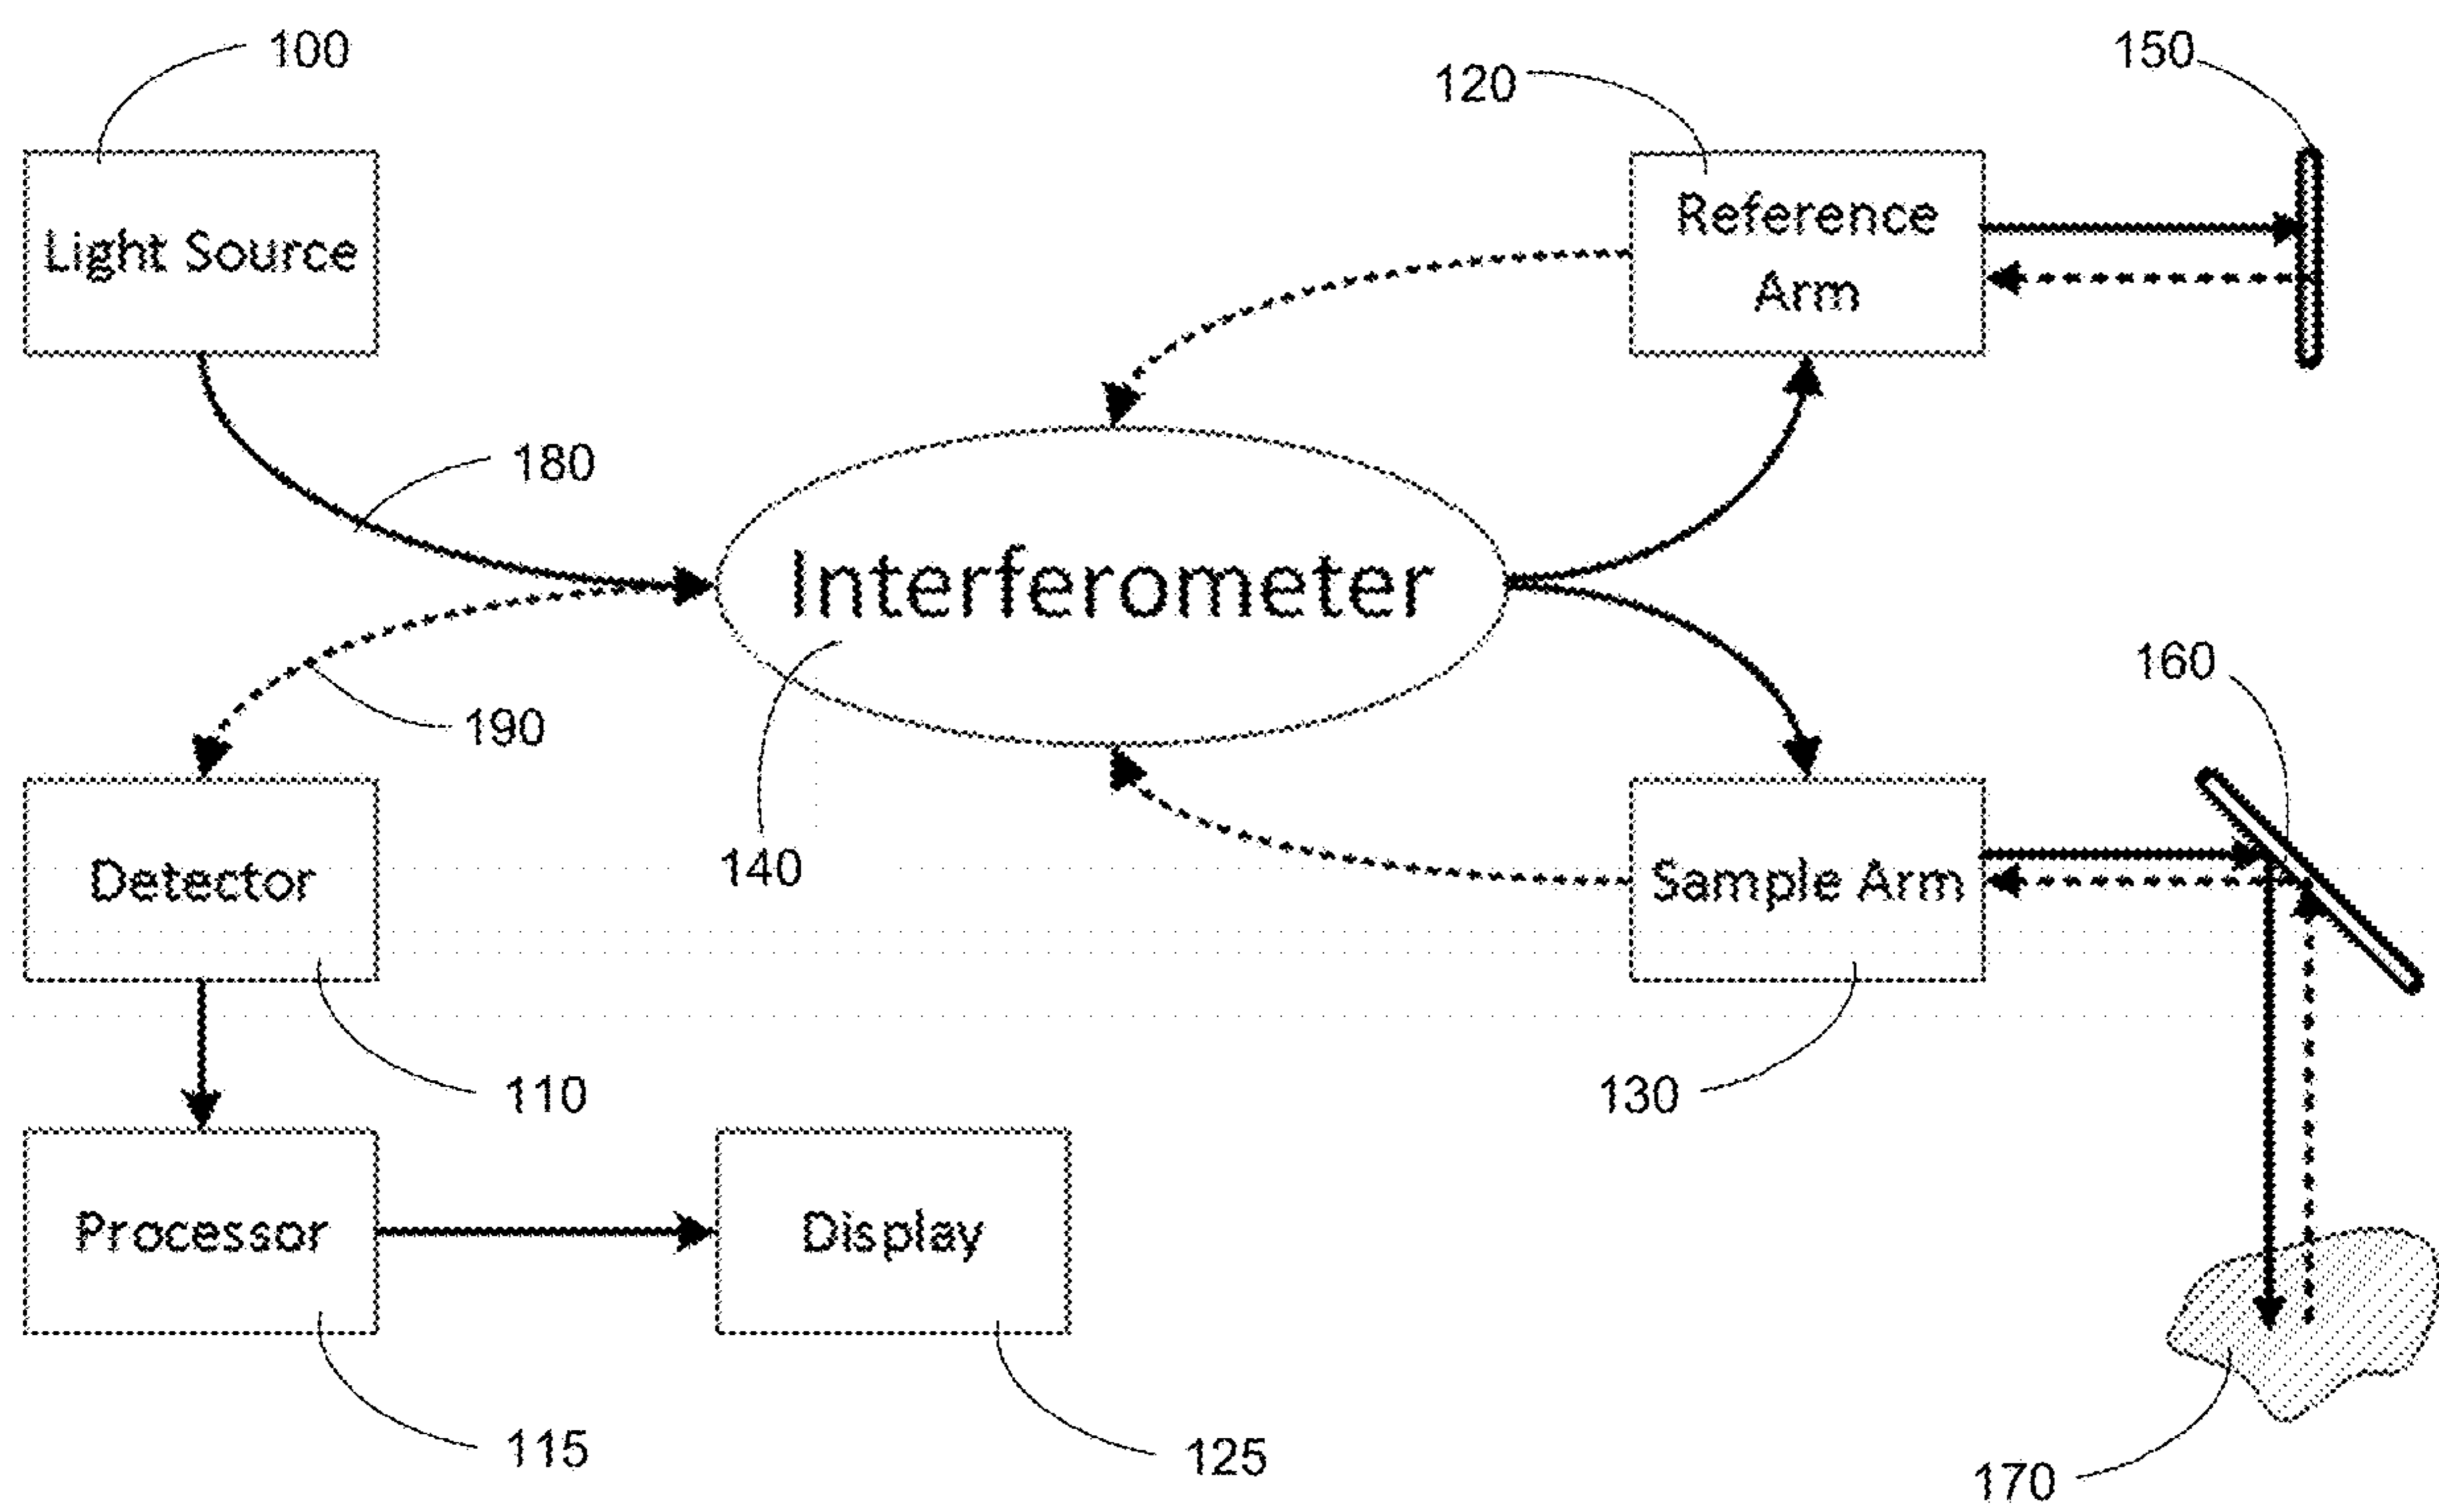 100
120
150
Light Source
Reference
Arm
180
Interferometer
160
190
140
Detector
Sample Arm
110
130
Processor
Display
115
125
170